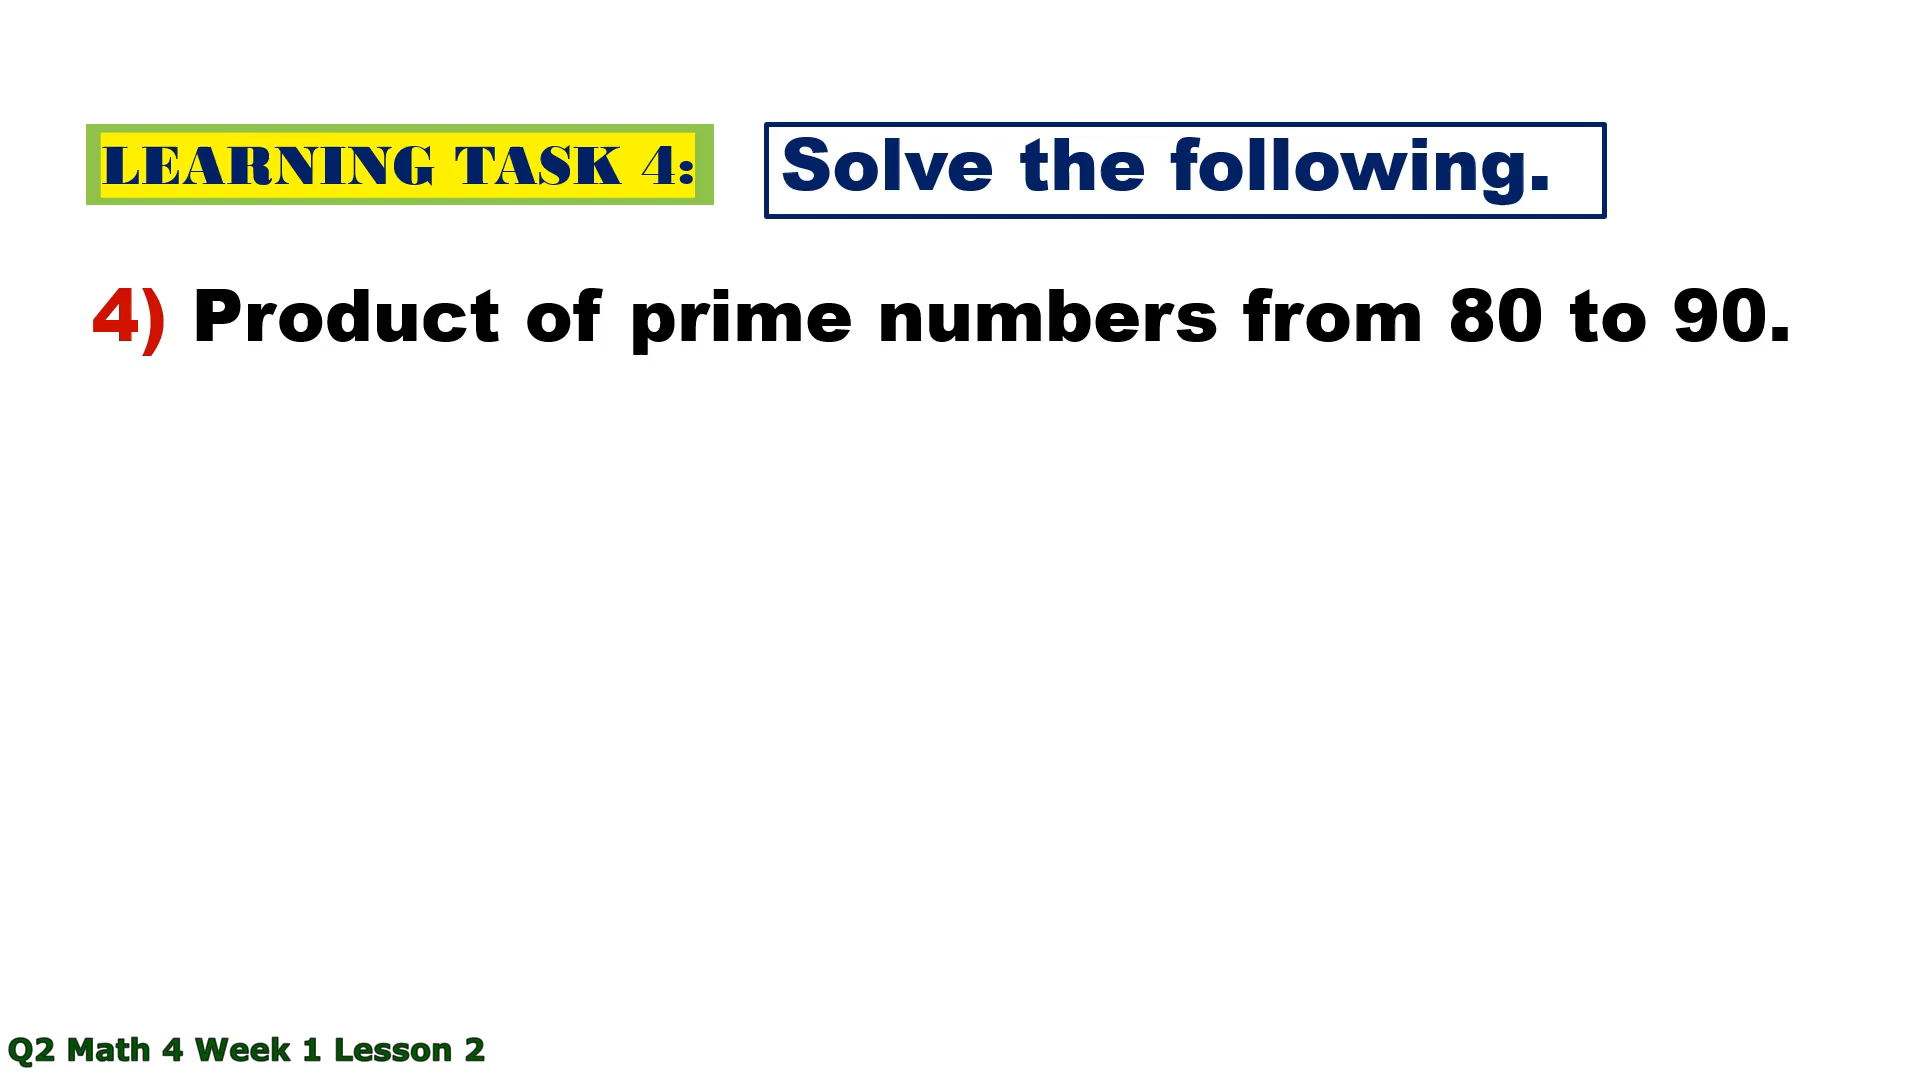 LEARNING TASK 4:
Solve the following.
4) Product of prime numbers from 80 to 90.
Q2 Math 4 Week 1 Lesson 2